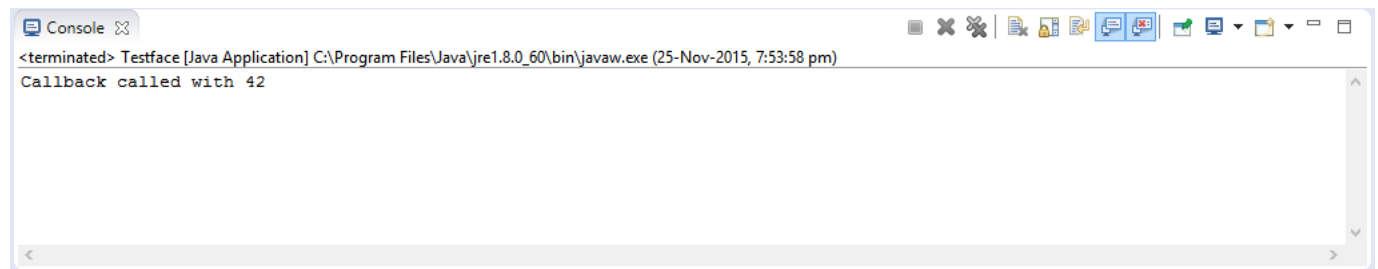 Console
<terminated> Testface [Java Application] C:\Program Files\Java\jre1.8.0_60\bin\javaw.exe (25-Nov-2015, 7:53:58 pm)
Callback called with 42